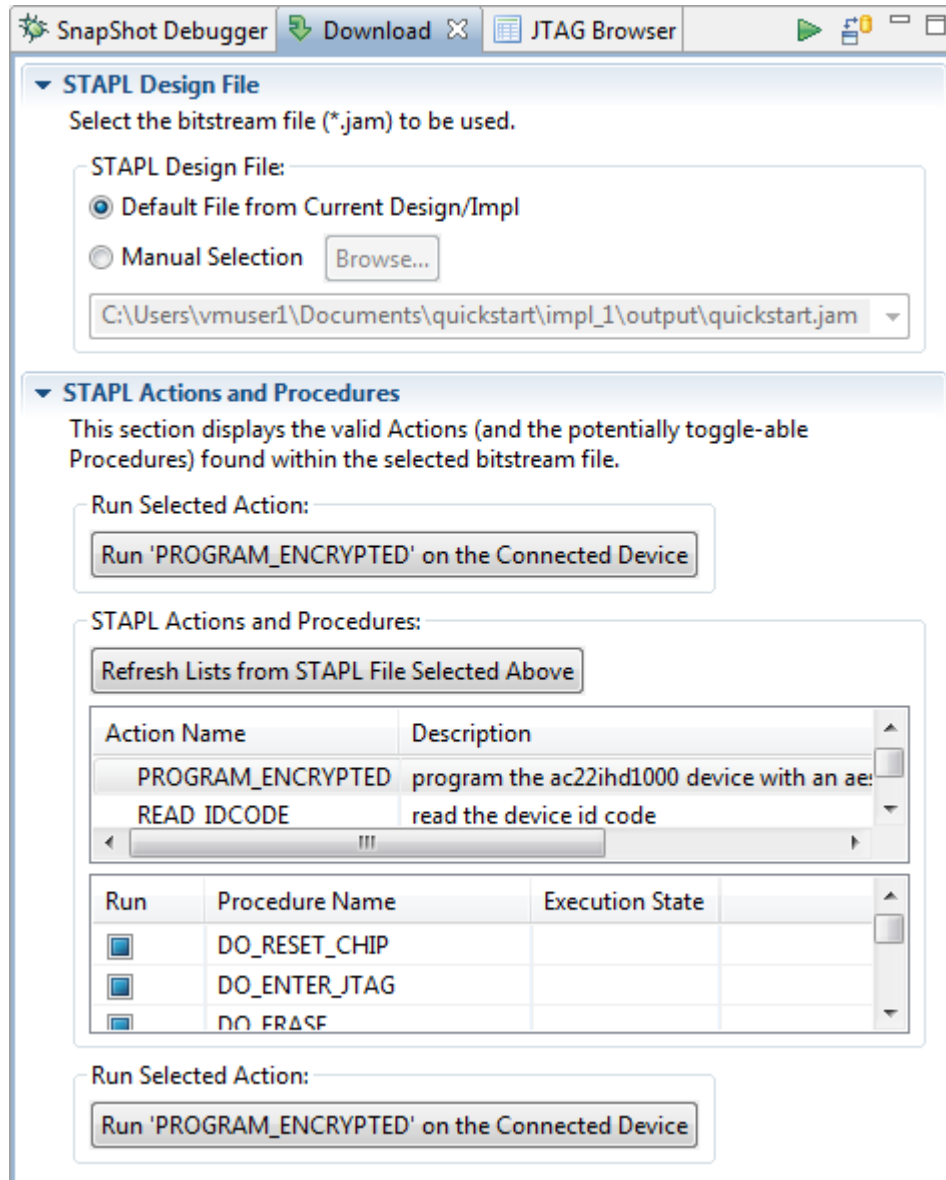 SnapShot Debugger Download JTAG Browser
STAPL Design File
Select the bitstream file (*.jam) to be used.
STAPL Design File:
Default File from Current Design/Impl
Manual Selection Browse...
C:\Users\vmuser1\Documents\quickstart\impl_1\output\quickstart.jam
STAPL Actions and Procedures
This section displays the valid Actions (and the potentially toggle-able
Procedures) found within the selected bitstream file.
Run Selected Action:
Run 'PROGRAM_ENCRYPTED' on the Connected Device
STAPL Actions and Procedures:
Refresh Lists from STAPL File Selected Above
Action Name Description
PROGRAM_ENCRYPTED program the ac22ihd1000 device with an aes
READ_IDCODE read the device id code
Run Procedure Name Execution State
DO_RESET_CHIP
DO_ENTER_JTAG
DO_ERASE
Run Selected Action:
Run 'PROGRAM_ENCRYPTED' on the Connected Device